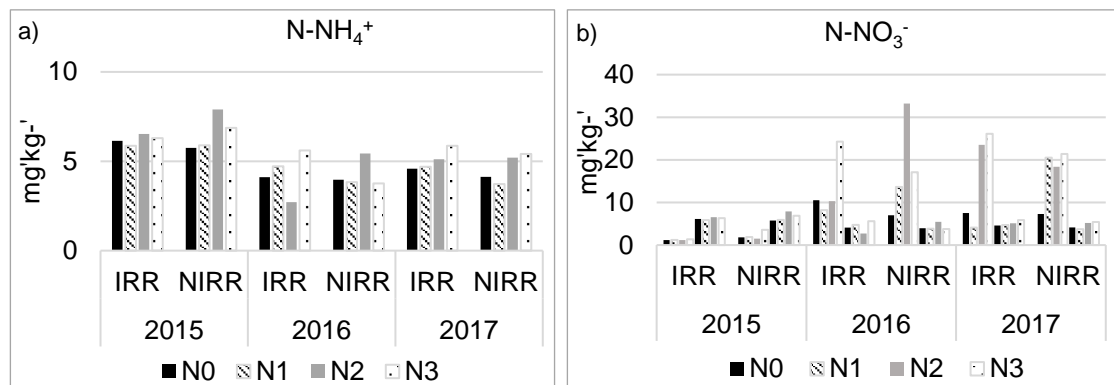 a)
N-NH₄⁺
10
5
0
mg'kg-'
IRR NIRR IRR NIRR IRR NIRR
2015 2016 2017
N0 N1 N2 N3
b)
N-NO₃⁻
40
30
20
10
0
mg'kg-'
IRR NIRR IRR NIRR IRR NIRR
2015 2016 2017
N0 N1 N2 N3